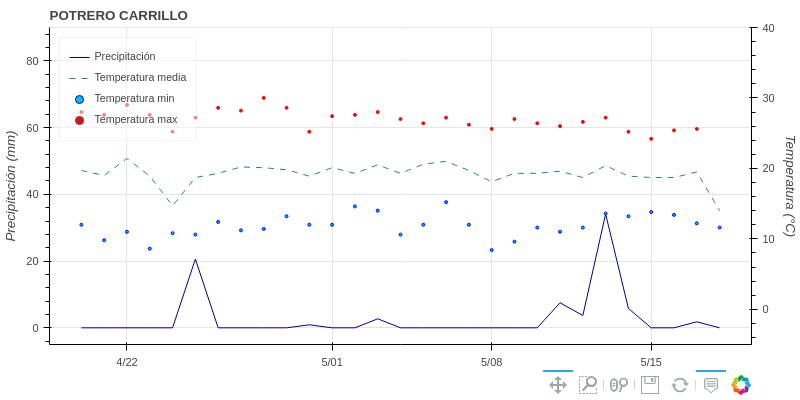 POTRERO CARRILLO
Precipitación
Temperatura media
Temperatura min
Temperatura max
80
60
40
20
0
Precipitación (mm)
40
30
20
10
0
Temperatura (°C)
4/22
5/01
5/08
5/15